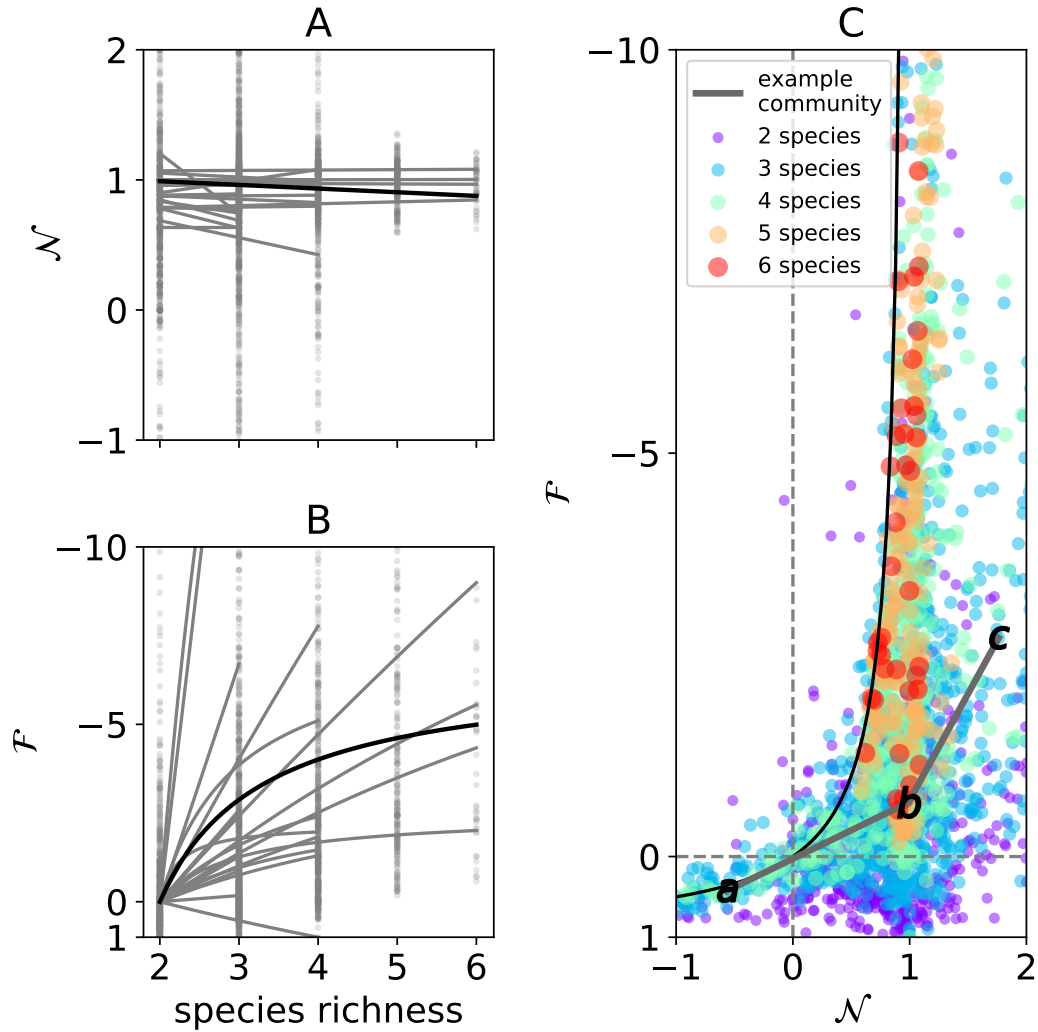 A
2
1
0
−1
𝒩
B
−10
−5
0
1
ℱ
2 3 4 5 6
species richness
C
−10
−5
0
1
ℱ
example
community
2 species
3 species
4 species
5 species
6 species
a
b
c
−1 0 1 2
𝒩